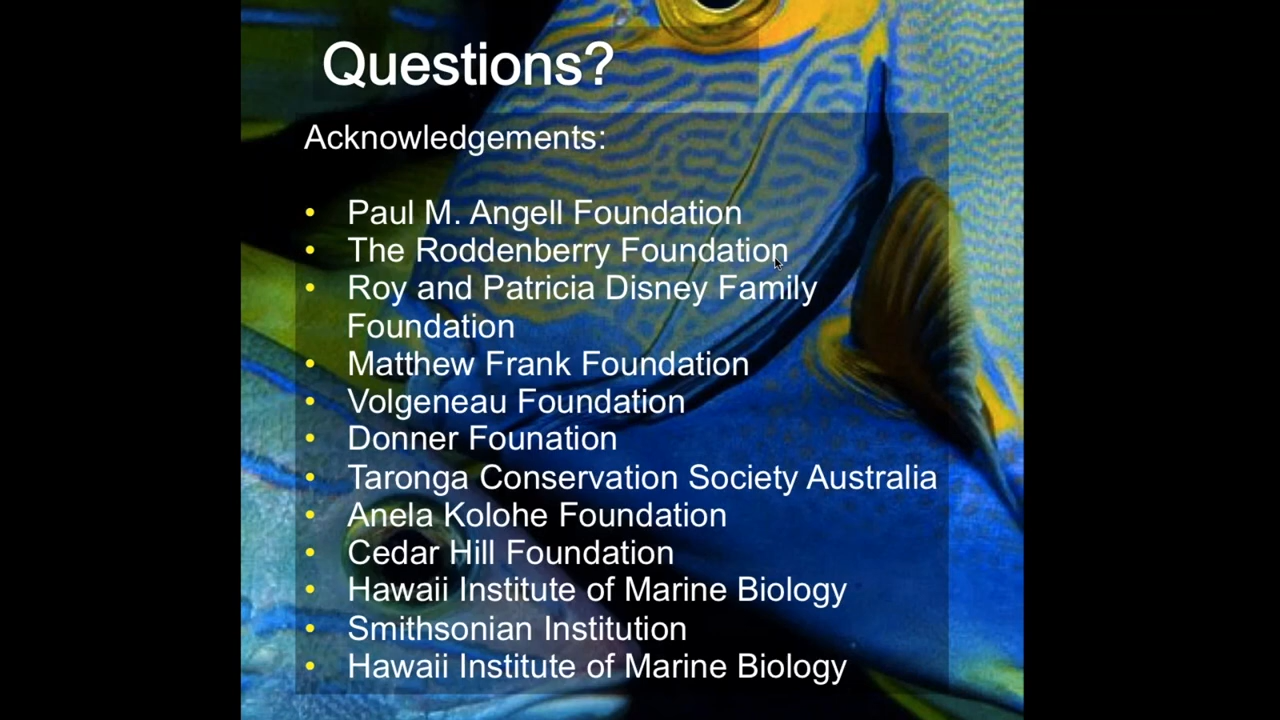 Questions?
Acknowledgements:
• Paul M. Angell Foundation
• The Roddenberry Foundation
• Roy and Patricia Disney Family
Foundation
• Matthew Frank Foundation
• Volgeneau Foundation
• Donner Founation
• Taronga Conservation Society Australia
• Anela Kolohe Foundation
• Cedar Hill Foundation
• Hawaii Institute of Marine Biology
• Smithsonian Institution
• Hawaii Institute of Marine Biology